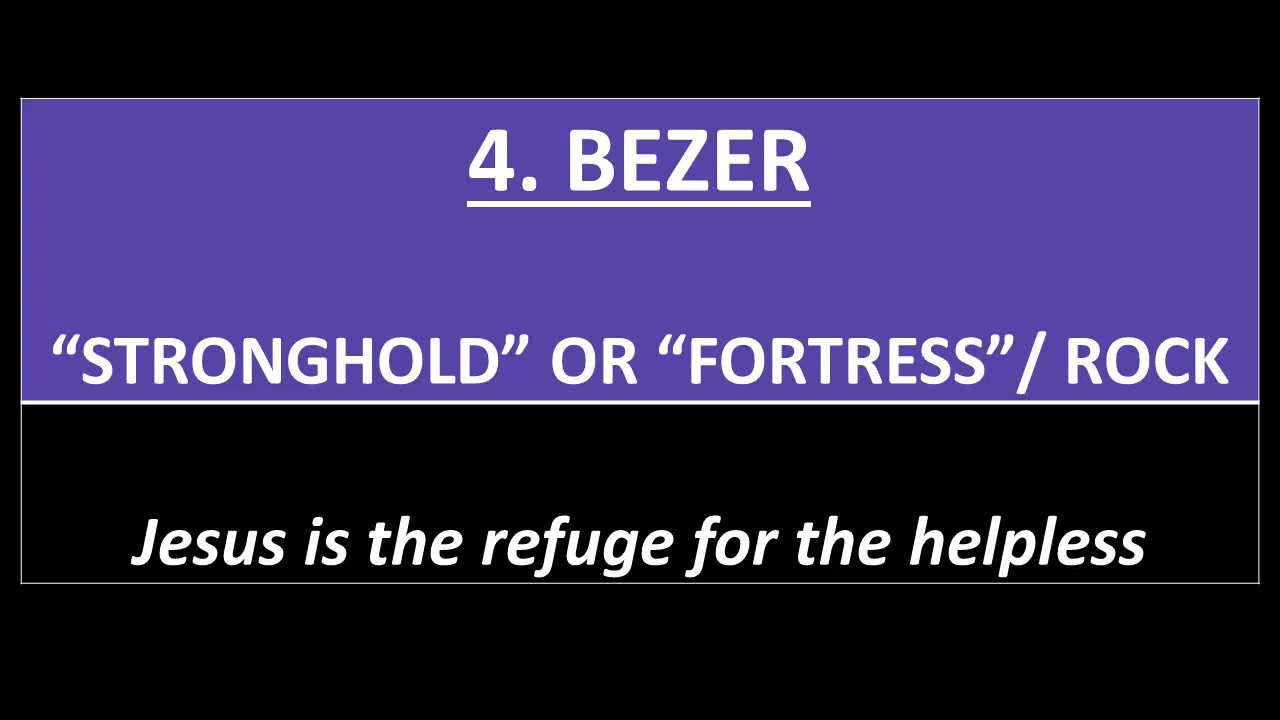 4. BEZER
“STRONGHOLD” OR “FORTRESS”/ ROCK
Jesus is the refuge for the helpless